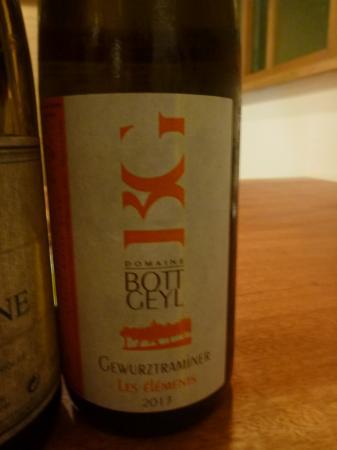 BG
DOMAINE
BOTT
GEYL
GEWURZTRAMINER
LES ÉLÉMENTS
2013
NE